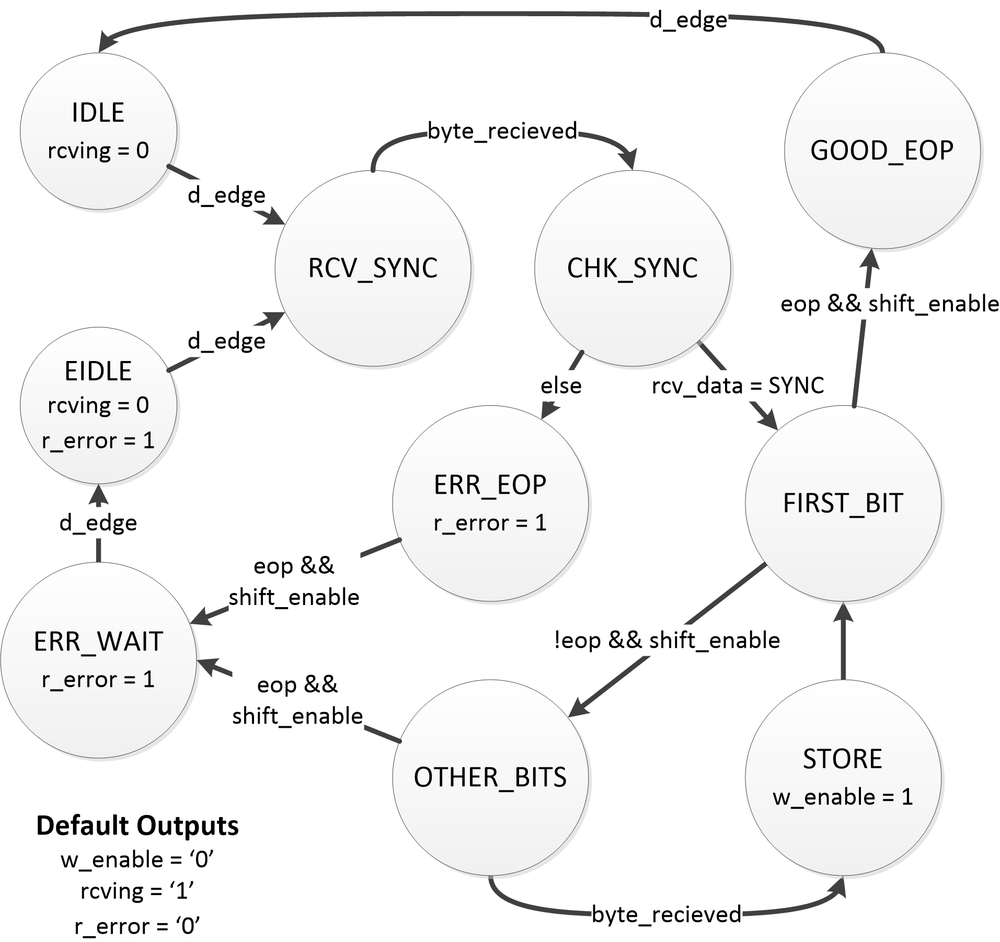 d_edge
IDLE
rcving = 0
d_edge
byte_recieved
GOOD_EOP
RCV_SYNC
CHK_SYNC
eop && shift_enable
d_edge
EIDLE
rcving = 0
r_error = 1
else
rcv_data = SYNC
ERR_EOP
r_error = 1
FIRST_BIT
d_edge
eop &&
shift_enable
ERR_WAIT
r_error = 1
!eop && shift_enable
eop &&
shift_enable
OTHER_BITS
STORE
w_enable = 1
Default Outputs
w_enable = ‘0’
rcving = ‘1’
r_error = ‘0’
byte_recieved